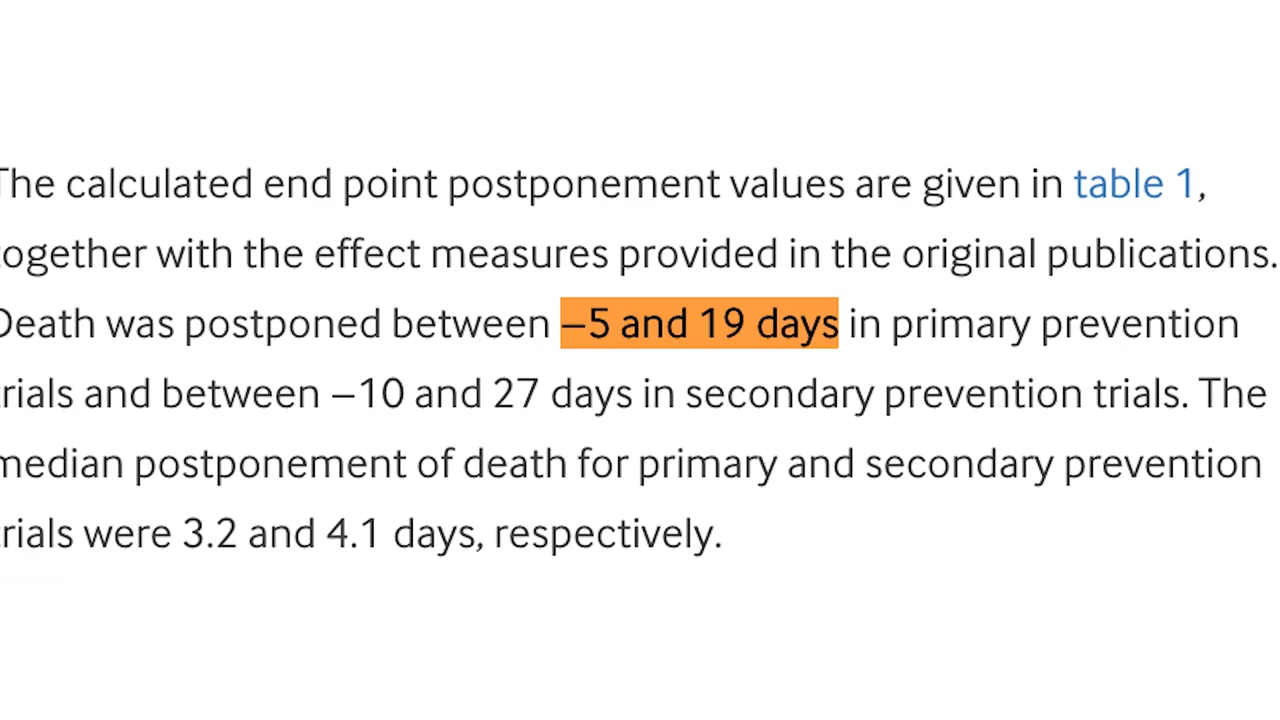 The calculated end point postponement values are given in table 1,
together with the effect measures provided in the original publications.
Death was postponed between –5 and 19 days in primary prevention
trials and between –10 and 27 days in secondary prevention trials. The
median postponement of death for primary and secondary prevention
trials were 3.2 and 4.1 days, respectively.